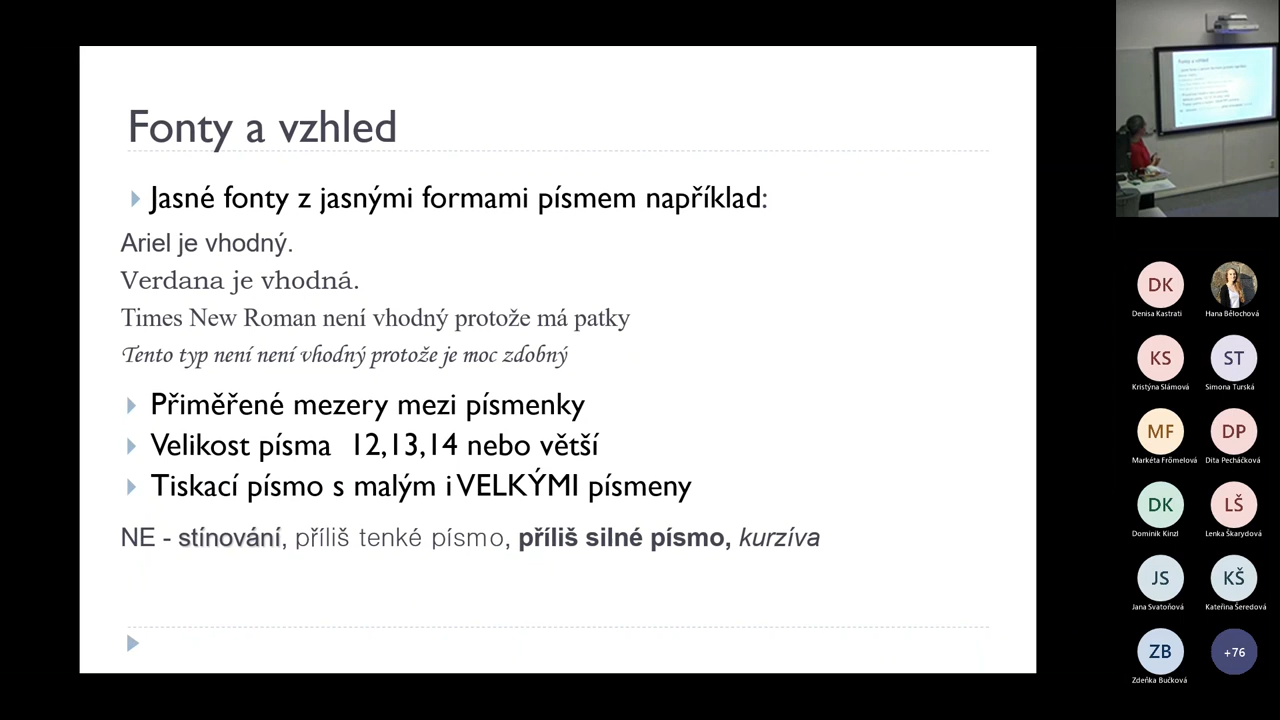 Fonty a vzhled
Jasné fonty z jasnými formami písmem například:
Ariel je vhodný.
Verdana je vhodná.
Times New Roman není vhodný protože má patky
Tento typ není není vhodný protože je moc zdobný
Přiměřené mezery mezi písmenky
Velikost písma 12,13,14 nebo větší
Tiskací písmo s malým i VELKÝMI písmeny
NE - stínování, příliš tenké písmo, příliš silné písmo, kurzíva
DK
Denisa Kastrati
Hana Bělochová
KS
Kristýna Slámová
ST
Simona Turská
MF
Markéta Frömelová
DP
Dita Pecháčková
DK
Dominik Kinzl
LŠ
Lenka Škarydová
JS
Jana Svatoňová
KŠ
Kateřina Šeredová
ZB
Zdeňka Bučková
+76